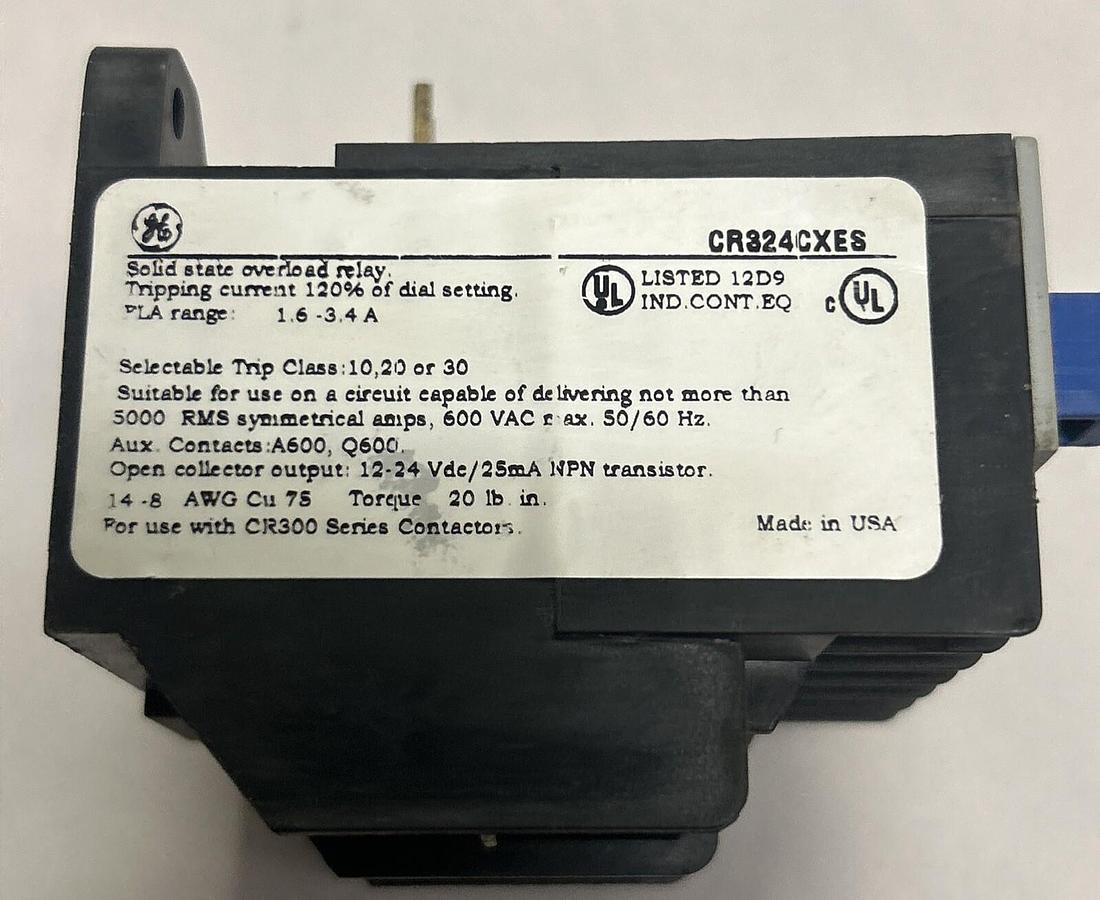 GE
CR324CXES
Solid state overload relay.
Tripping current 120% of dial setting.
FLA range: 1.6 -3.4 A
UL
LISTED 12D9
IND.CONT.EQ
c UL
Selectable Trip Class:10,20 or 30
Suitable for use on a circuit capable of delivering not more than
5000 RMS symmetrical amps, 600 VAC max. 50/60 Hz.
Aux. Contacts:A600, Q600.
Open collector output: 12-24 Vdc/25mA NPN transistor.
14 -8 AWG Cu 75 Torque 20 lb. in.
For use with CR300 Series Contactors.
Made in USA